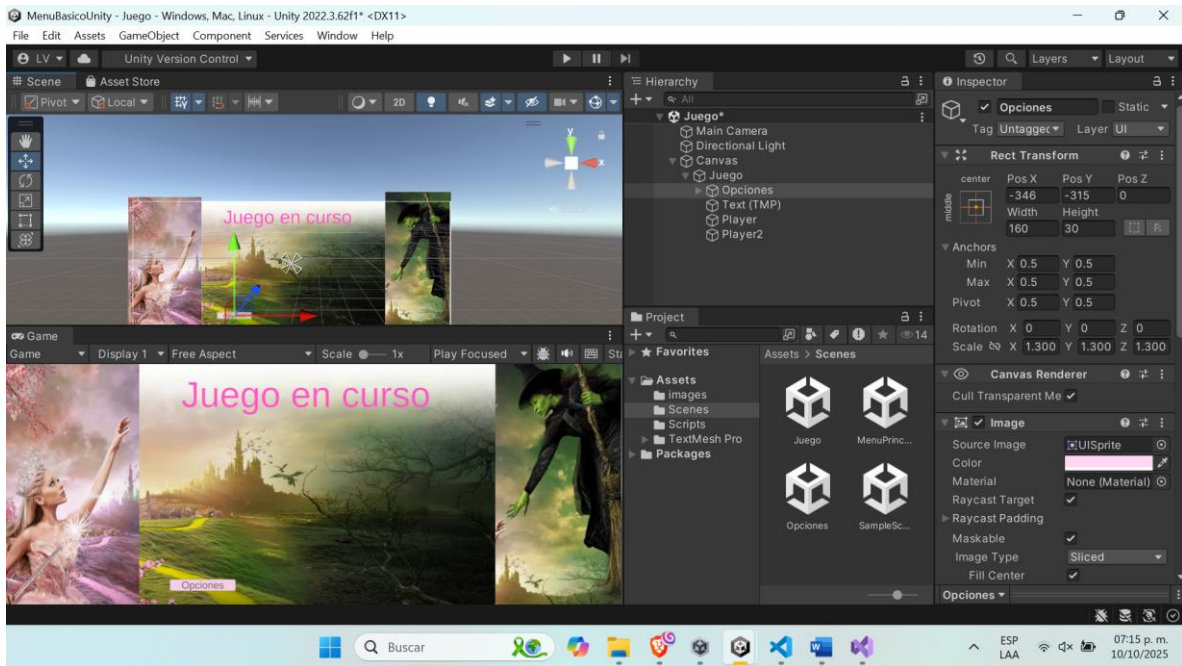 MenuBasicoUnity - Juego - Windows, Mac, Linux - Unity 2022.3.62f1* <DX11>
File Edit Assets GameObject Component Services Window Help
LV Unity Version Control Layers Layout
Scene Asset Store
Pivot Local 2D
y
x
Juego en curso
Game
Game Display 1 Free Aspect Scale 1x Play Focused
Juego en curso
Opciones
Hierarchy
All
Juego*
Main Camera
Directional Light
Canvas
Juego
Opciones
Text (TMP)
Player
Player2
Project
14
Favorites
Assets
images
Scenes
Scripts
TextMesh Pro
Packages
Assets > Scenes
Juego MenuPrinc...
Opciones SampleSc...
Inspector
Opciones Static
Tag Untagged Layer UI
Rect Transform
center Pos X Pos Y Pos Z
middle -346 -315 0
Width Height
160 30 R
Anchors
Min X 0.5 Y 0.5
Max X 0.5 Y 0.5
Pivot X 0.5 Y 0.5
Rotation X 0 Y 0 Z 0
Scale X 1.300 Y 1.300 Z 1.300
Canvas Renderer
Cull Transparent Me
Image
Source Image UISprite
Color
Material None (Material)
Raycast Target
Raycast Padding
Maskable
Image Type Sliced
Fill Center
Opciones
Buscar
ESP
LAA
07:15 p. m.
10/10/2025